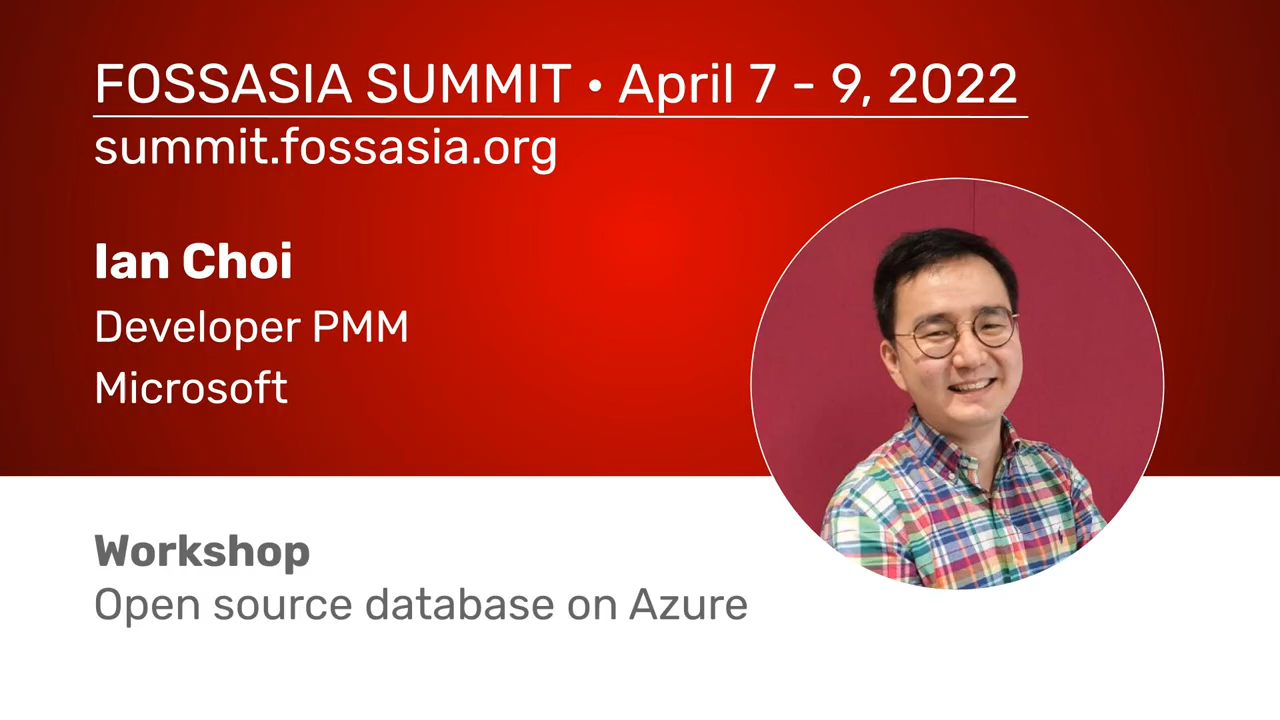 FOSSASIA SUMMIT • April 7 - 9, 2022
summit.fossasia.org
Ian Choi
Developer PMM
Microsoft
Workshop
Open source database on Azure